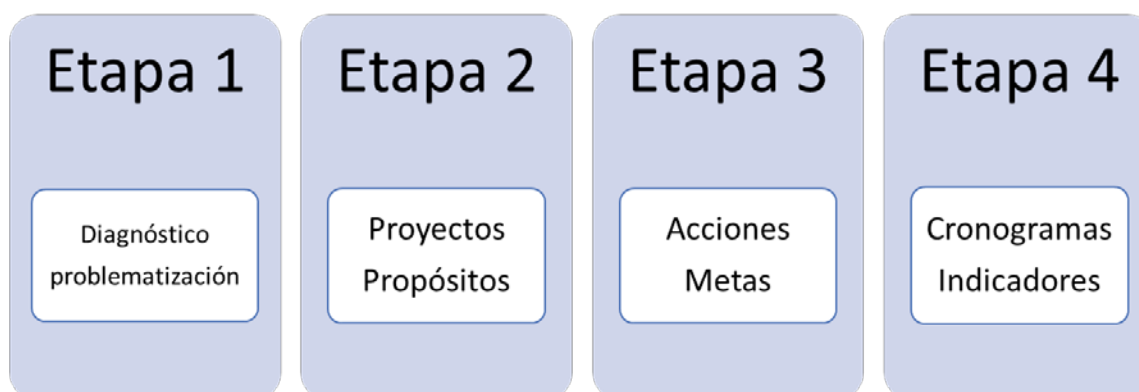 Etapa 1
Diagnóstico
problematización
Etapa 2
Proyectos
Propósitos
Etapa 3
Acciones
Metas
Etapa 4
Cronogramas
Indicadores